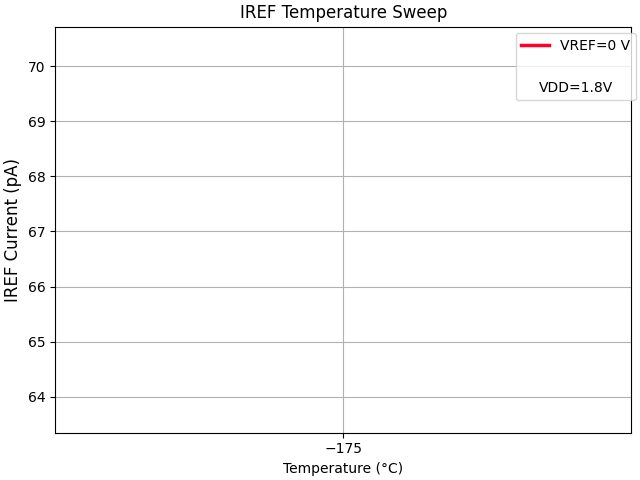 IREF Temperature Sweep
VREF=0 V
VDD=1.8V
IREF Current (pA)
70
69
68
67
66
65
64
−175
Temperature (°C)